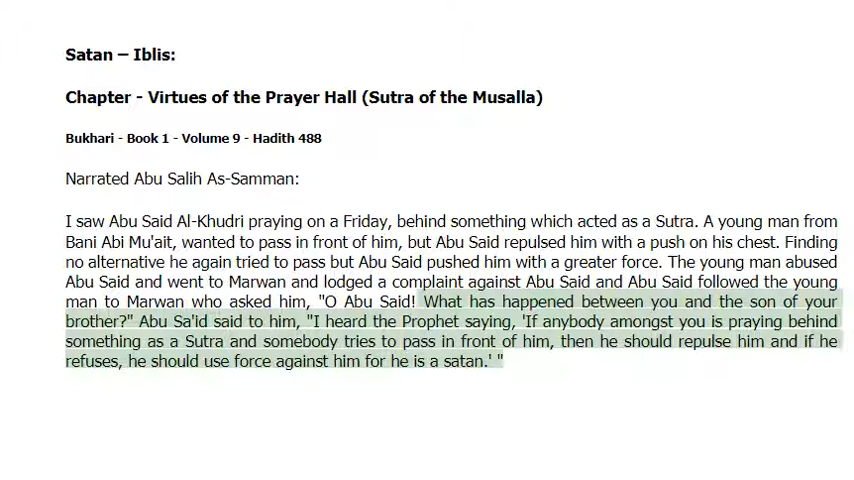 Satan – Iblis:
Chapter - Virtues of the Prayer Hall (Sutra of the Musalla)
Bukhari - Book 1 - Volume 9 - Hadith 488
Narrated Abu Salih As-Samman:
I saw Abu Said Al-Khudri praying on a Friday, behind something which acted as a Sutra. A young man from
Bani Abi Mu'ait, wanted to pass in front of him, but Abu Said repulsed him with a push on his chest. Finding
no alternative he again tried to pass but Abu Said pushed him with a greater force. The young man abused
Abu Said and went to Marwan and lodged a complaint against Abu Said and Abu Said followed the young
man to Marwan who asked him, "O Abu Said! What has happened between you and the son of your
brother?" Abu Sa'id said to him, "I heard the Prophet saying, 'If anybody amongst you is praying behind
something as a Sutra and somebody tries to pass in front of him, then he should repulse him and if he
refuses, he should use force against him for he is a satan.' "